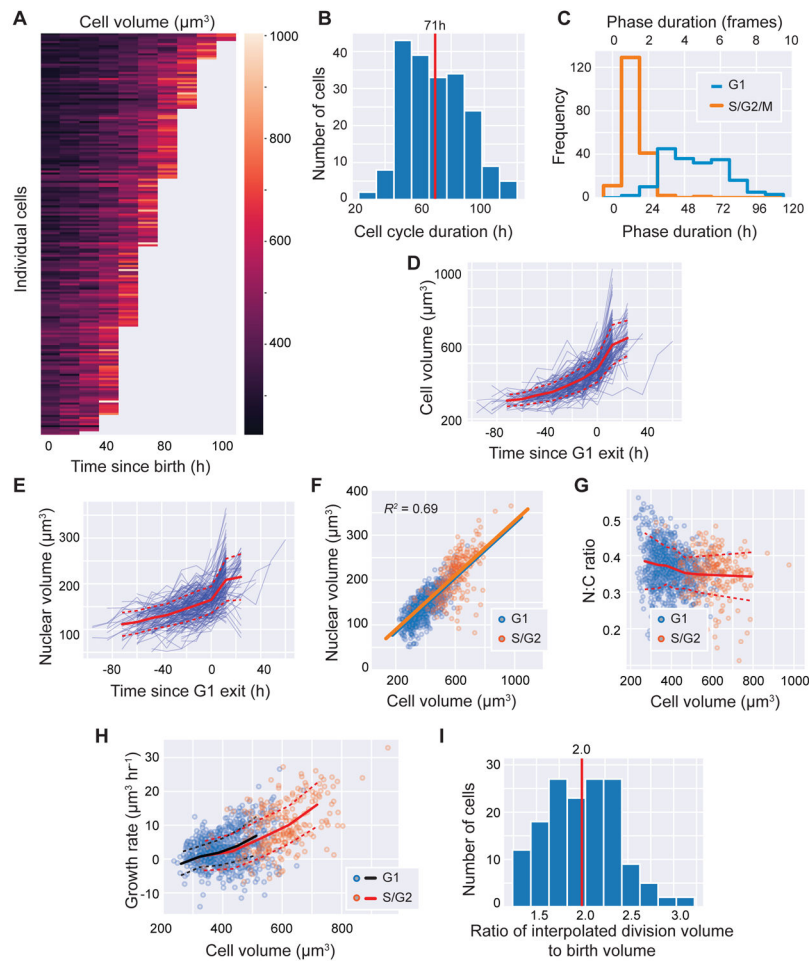 A
Cell volume (µm³)
1000
800
600
400
Individual cells
0 40 80 100
Time since birth (h)
B
71h
40
30
20
10
0
Number of cells
20 60 100
Cell cycle duration (h)
C
Phase duration (frames)
0 2 4 6 8 10
120
80
40
0
Frequency
G1
S/G2/M
0 24 48 72 96 120
Phase duration (h)
D
1000
600
200
Cell volume (µm³)
-80 -40 0 40
Time since G1 exit (h)
E
300
200
100
Nuclear volume (µm³)
-80 -40 0 40
Time since G1 exit (h)
F
R² = 0.69
400
300
200
100
0
Nuclear volume (µm³)
G1
S/G2
200 600 1000
Cell volume (µm³)
G
0.5
0.4
0.3
0.2
N:C ratio
G1
S/G2
200 400 600 800 1000
Cell volume (µm³)
H
30
20
10
0
-10
Growth rate (µm³ hr⁻¹)
G1
S/G2
200 400 600 800
Cell volume (µm³)
I
2.0
30
20
10
0
Number of cells
1.5 2.0 2.5 3.0
Ratio of interpolated division volume
to birth volume